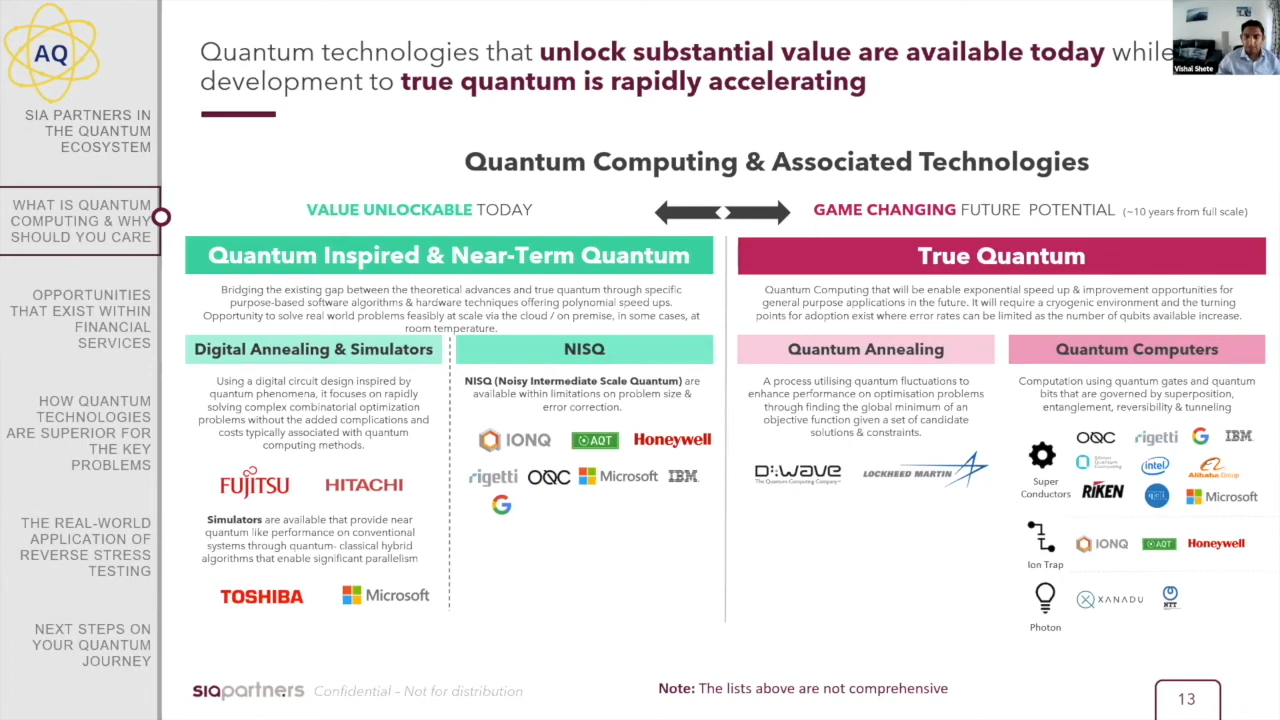 AQ
SIA PARTNERS IN
THE QUANTUM
ECOSYSTEM
WHAT IS QUANTUM
COMPUTING & WHY
SHOULD YOU CARE
OPPORTUNITIES
THAT EXIST WITHIN
FINANCIAL
SERVICES
HOW QUANTUM
TECHNOLOGIES
ARE SUPERIOR FOR
THE KEY
PROBLEMS
THE REAL-WORLD
APPLICATION OF
REVERSE STRESS
TESTING
NEXT STEPS ON
YOUR QUANTUM
JOURNEY
Quantum technologies that unlock substantial value are available today while
development to true quantum is rapidly accelerating
Vishal Shete
Quantum Computing & Associated Technologies
VALUE UNLOCKABLE TODAY
GAME CHANGING FUTURE POTENTIAL (~10 years from full scale)
Quantum Inspired & Near-Term Quantum
Bridging the existing gap between the theoretical advances and true quantum through specific
purpose-based software algorithms & hardware techniques offering polynomial speed ups.
Opportunity to solve real world problems feasibly at scale via the cloud / on premise, in some cases, at
room temperature.
Digital Annealing & Simulators
Using a digital circuit design inspired by
quantum phenomena, it focuses on rapidly
solving complex combinatorial optimization
problems without the added complications and
costs typically associated with quantum
computing methods.
FUJITSU HITACHI
Simulators are available that provide near
quantum like performance on conventional
systems through quantum- classical hybrid
algorithms that enable significant parallelism
TOSHIBA Microsoft
NISQ
NISQ (Noisy Intermediate Scale Quantum) are
available within limitations on problem size &
error correction.
IONQ AQT Honeywell
rigetti OQC Microsoft IBM
G
True Quantum
Quantum Computing that will be enable exponential speed up & improvement opportunities for
general purpose applications in the future. It will require a cryogenic environment and the turning
points for adoption exist where error rates can be limited as the number of qubits available increase.
Quantum Annealing
A process utilising quantum fluctuations to
enhance performance on optimisation problems
through finding the global minimum of an
objective function given a set of candidate
solutions & constraints.
D:WAVE LOCKHEED MARTIN
The Quantum Computing Company
Quantum Computers
Computation using quantum gates and quantum
bits that are governed by superposition,
entanglement, reversibility & tunneling
Super
Conductors
OQC rigetti G IBM
Silicon Quantum Computing intel Alibaba Group
RIKEN Microsoft
Ion Trap
IONQ AQT Honeywell
Photon
XANADU NTT
siapartners Confidential – Not for distribution
Note: The lists above are not comprehensive
13